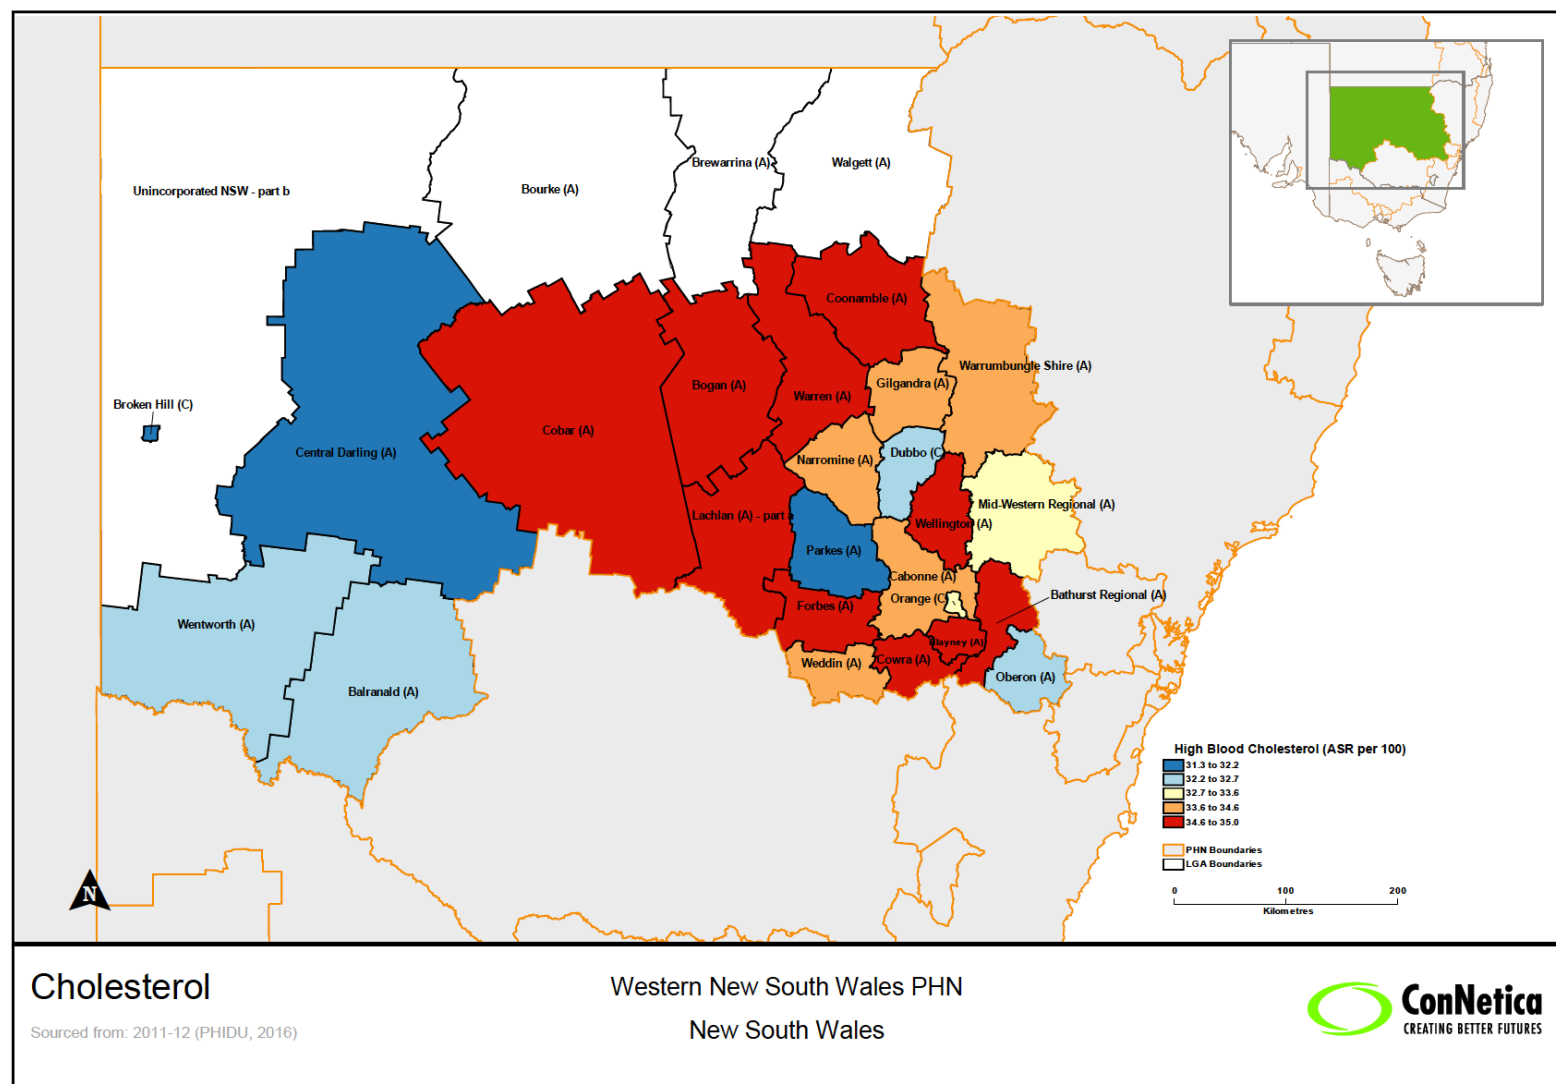 Unincorporated NSW - part b
Bourke (A)
Brewarrina (A)
Walgett (A)
Coonamble (A)
Warrumbungle Shire (A)
Gilgandra (A)
Bogan (A)
Warren (A)
Broken Hill (C)
Cobar (A)
Central Darling (A)
Narromine (A)
Dubbo (C
Mid-Western Regional (A)
Lachlan (A) - part a
Wellington (A)
Parkes (A)
Cabonne (A)
Orange (C)
Bathurst Regional (A)
Forbes (A)
Wentworth (A)
Blayney (A)
Weddin (A)
Cowra (A)
Oberon (A)
Balranald (A)
High Blood Cholesterol (ASR per 100)
31.3 to 32.2
32.2 to 32.7
32.7 to 33.6
33.6 to 34.6
34.6 to 35.0
PHN Boundaries
LGA Boundaries
0 100 200
Kilometres
N
Cholesterol
Sourced from: 2011-12 (PHIDU, 2016)
Western New South Wales PHN
New South Wales
ConNetica
CREATING BETTER FUTURES